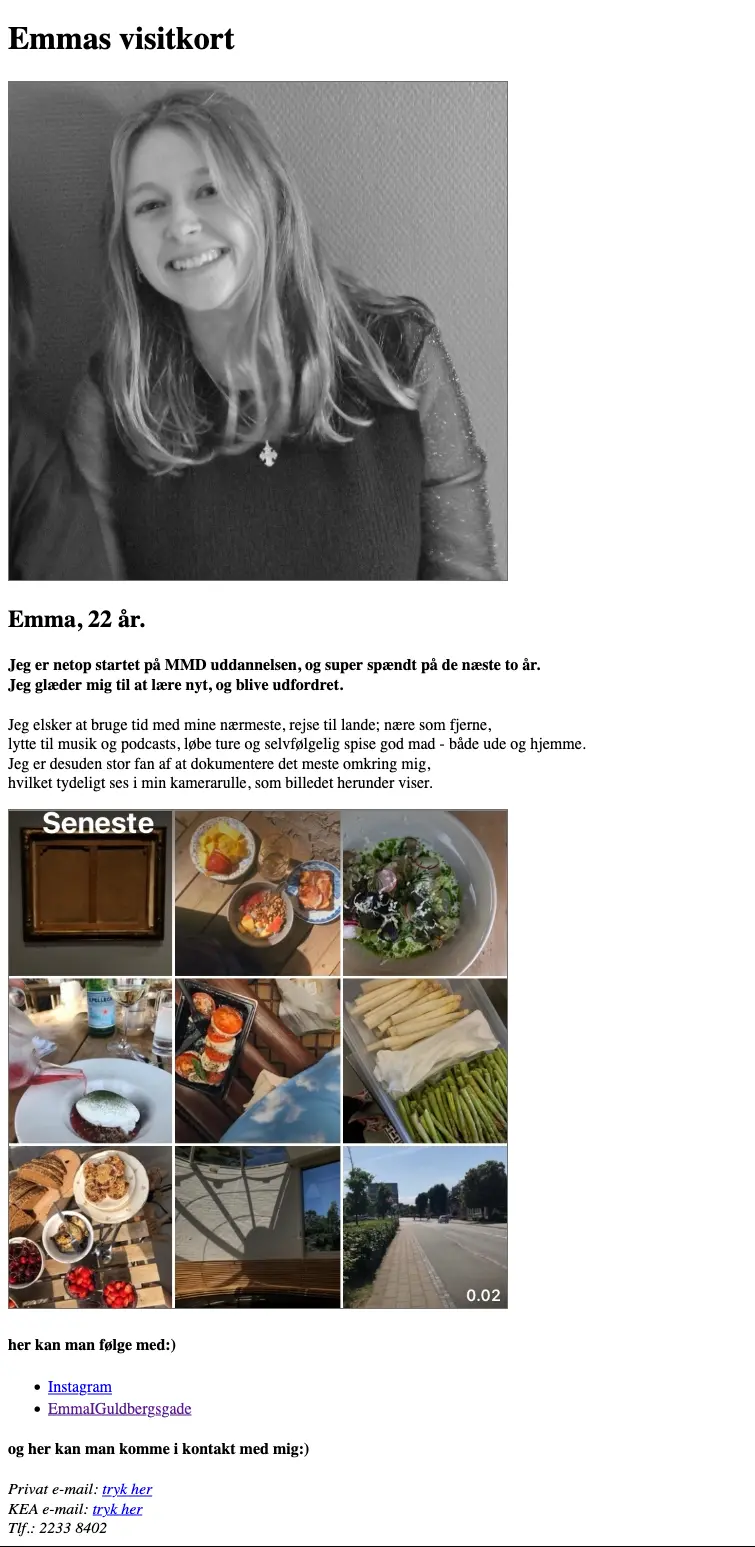 Emmas visitkort
Emma, 22 år.
Jeg er netop startet på MMD uddannelsen, og super spændt på de næste to år.
Jeg glæder mig til at lære nyt, og blive udfordret.
Jeg elsker at bruge tid med mine nærmeste, rejse til lande; nære som fjerne,
lytte til musik og podcasts, løbe ture og selvfølgelig spise god mad - både ude og hjemme.
Jeg er desuden stor fan af at dokumentere det meste omkring mig,
hvilket tydeligt ses i min kamerarulle, som billedet herunder viser.
Seneste
0.02
her kan man følge med:)
Instagram
EmmaIGuldbergsgade
og her kan man komme i kontakt med mig:)
Privat e-mail: tryk her
KEA e-mail: tryk her
Tlf.: 2233 8402